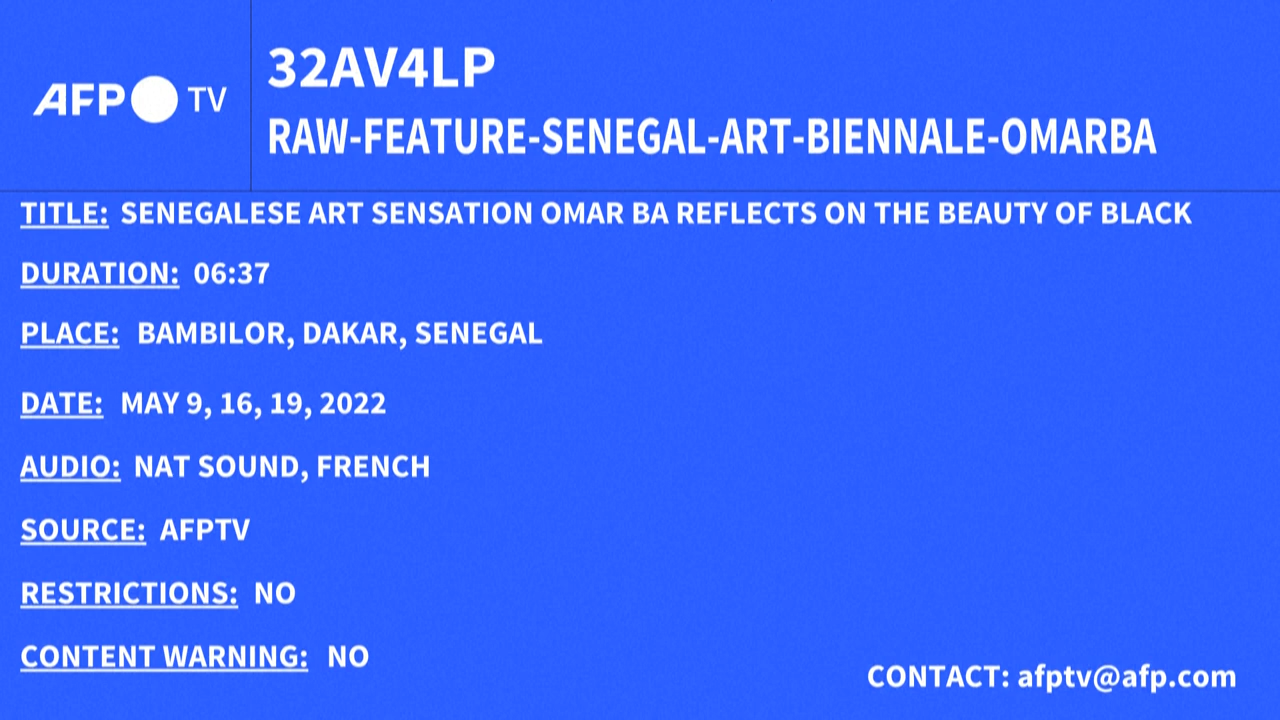 AFP TV
32AV4LP
RAW-FEATURE-SENEGAL-ART-BIENNALE-OMARBA
TITLE: SENEGALESE ART SENSATION OMAR BA REFLECTS ON THE BEAUTY OF BLACK
DURATION: 06:37
PLACE: BAMBILOR, DAKAR, SENEGAL
DATE: MAY 9, 16, 19, 2022
AUDIO: NAT SOUND, FRENCH
SOURCE: AFPTV
RESTRICTIONS: NO
CONTENT WARNING: NO
CONTACT: afptv@afp.com